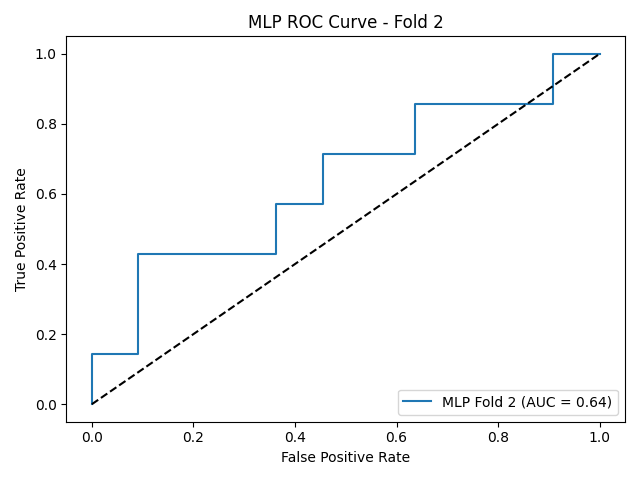 MLP ROC Curve - Fold 2
True Positive Rate
1.0
0.8
0.6
0.4
0.2
0.0
MLP Fold 2 (AUC = 0.64)
0.0 0.2 0.4 0.6 0.8 1.0
False Positive Rate